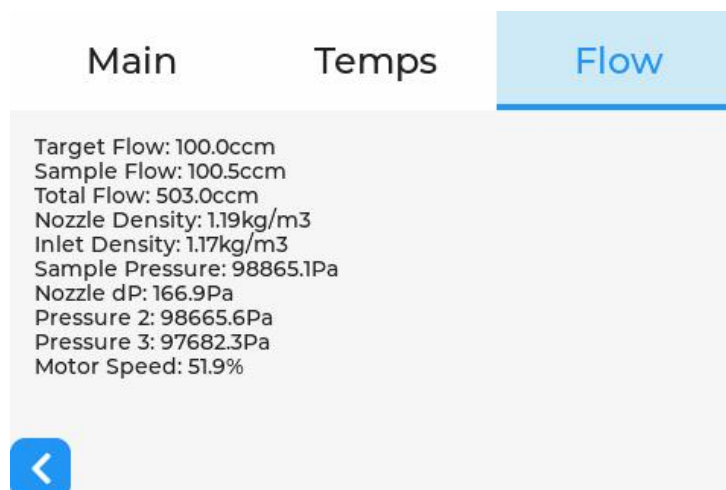 Main Temps Flow
Target Flow: 100.0ccm
Sample Flow: 100.5ccm
Total Flow: 503.0ccm
Nozzle Density: 1.19kg/m3
Inlet Density: 1.17kg/m3
Sample Pressure: 98865.1Pa
Nozzle dP: 166.9Pa
Pressure 2: 98665.6Pa
Pressure 3: 97682.3Pa
Motor Speed: 51.9%